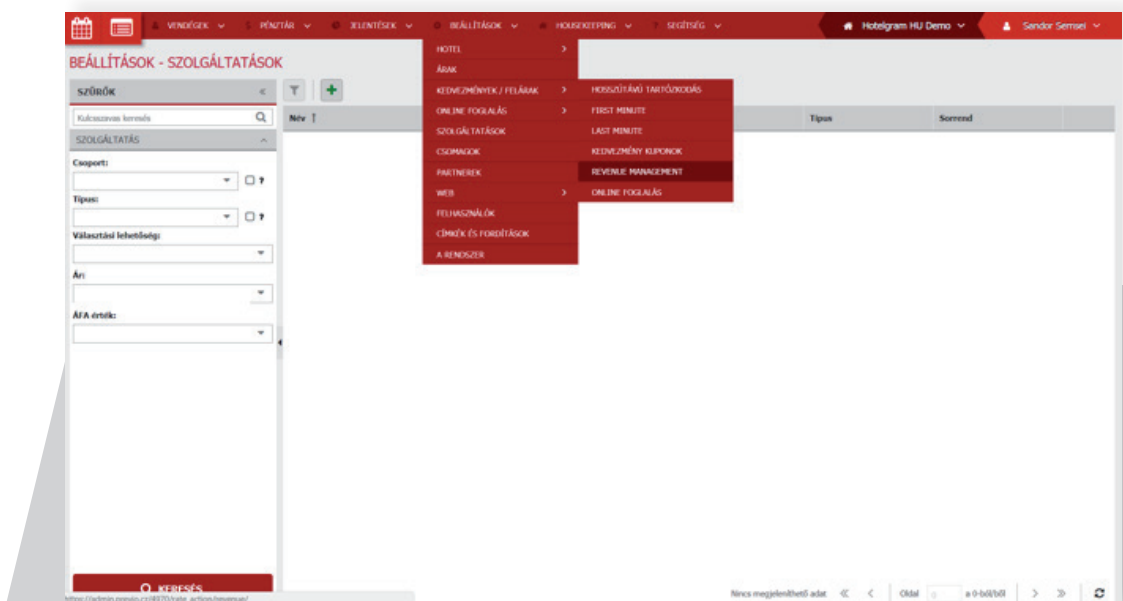 VENDÉGEK
PÉNZTÁR
JELENTÉSEK
BEÁLLÍTÁSOK
HOUSEKEEPING
SEGÍTSÉG
Hotelgram HU Demo
Sandor Semsei
BEÁLLÍTÁSOK - SZOLGÁLTATÁSOK
SZŰRŐK
Kulcsszavas keresés
SZOLGÁLTATÁS
Csoport:
?
Típus:
?
Választási lehetőség:
Ár:
ÁFA érték:
KERESÉS
Név
Típus
Sorrend
HOTEL
ÁRAK
KEDVEZMÉNYEK / FELÁRAK
ONLINE FOGLALÁS
SZOLGÁLTATÁSOK
CSOMAGOK
PARTNEREK
WEB
FELHASZNÁLÓK
CÍMKÉK ÉS FORDÍTÁSOK
A RENDSZER
HOSSZÚTÁVÚ TARTÓZKODÁS
FIRST MINUTE
LAST MINUTE
KEDVEZMÉNY KUPONOK
REVENUE MANAGEMENT
ONLINE FOGLALÁS
Nincs megjeleníthető adat
Oldal
0
a 0-ból/ből